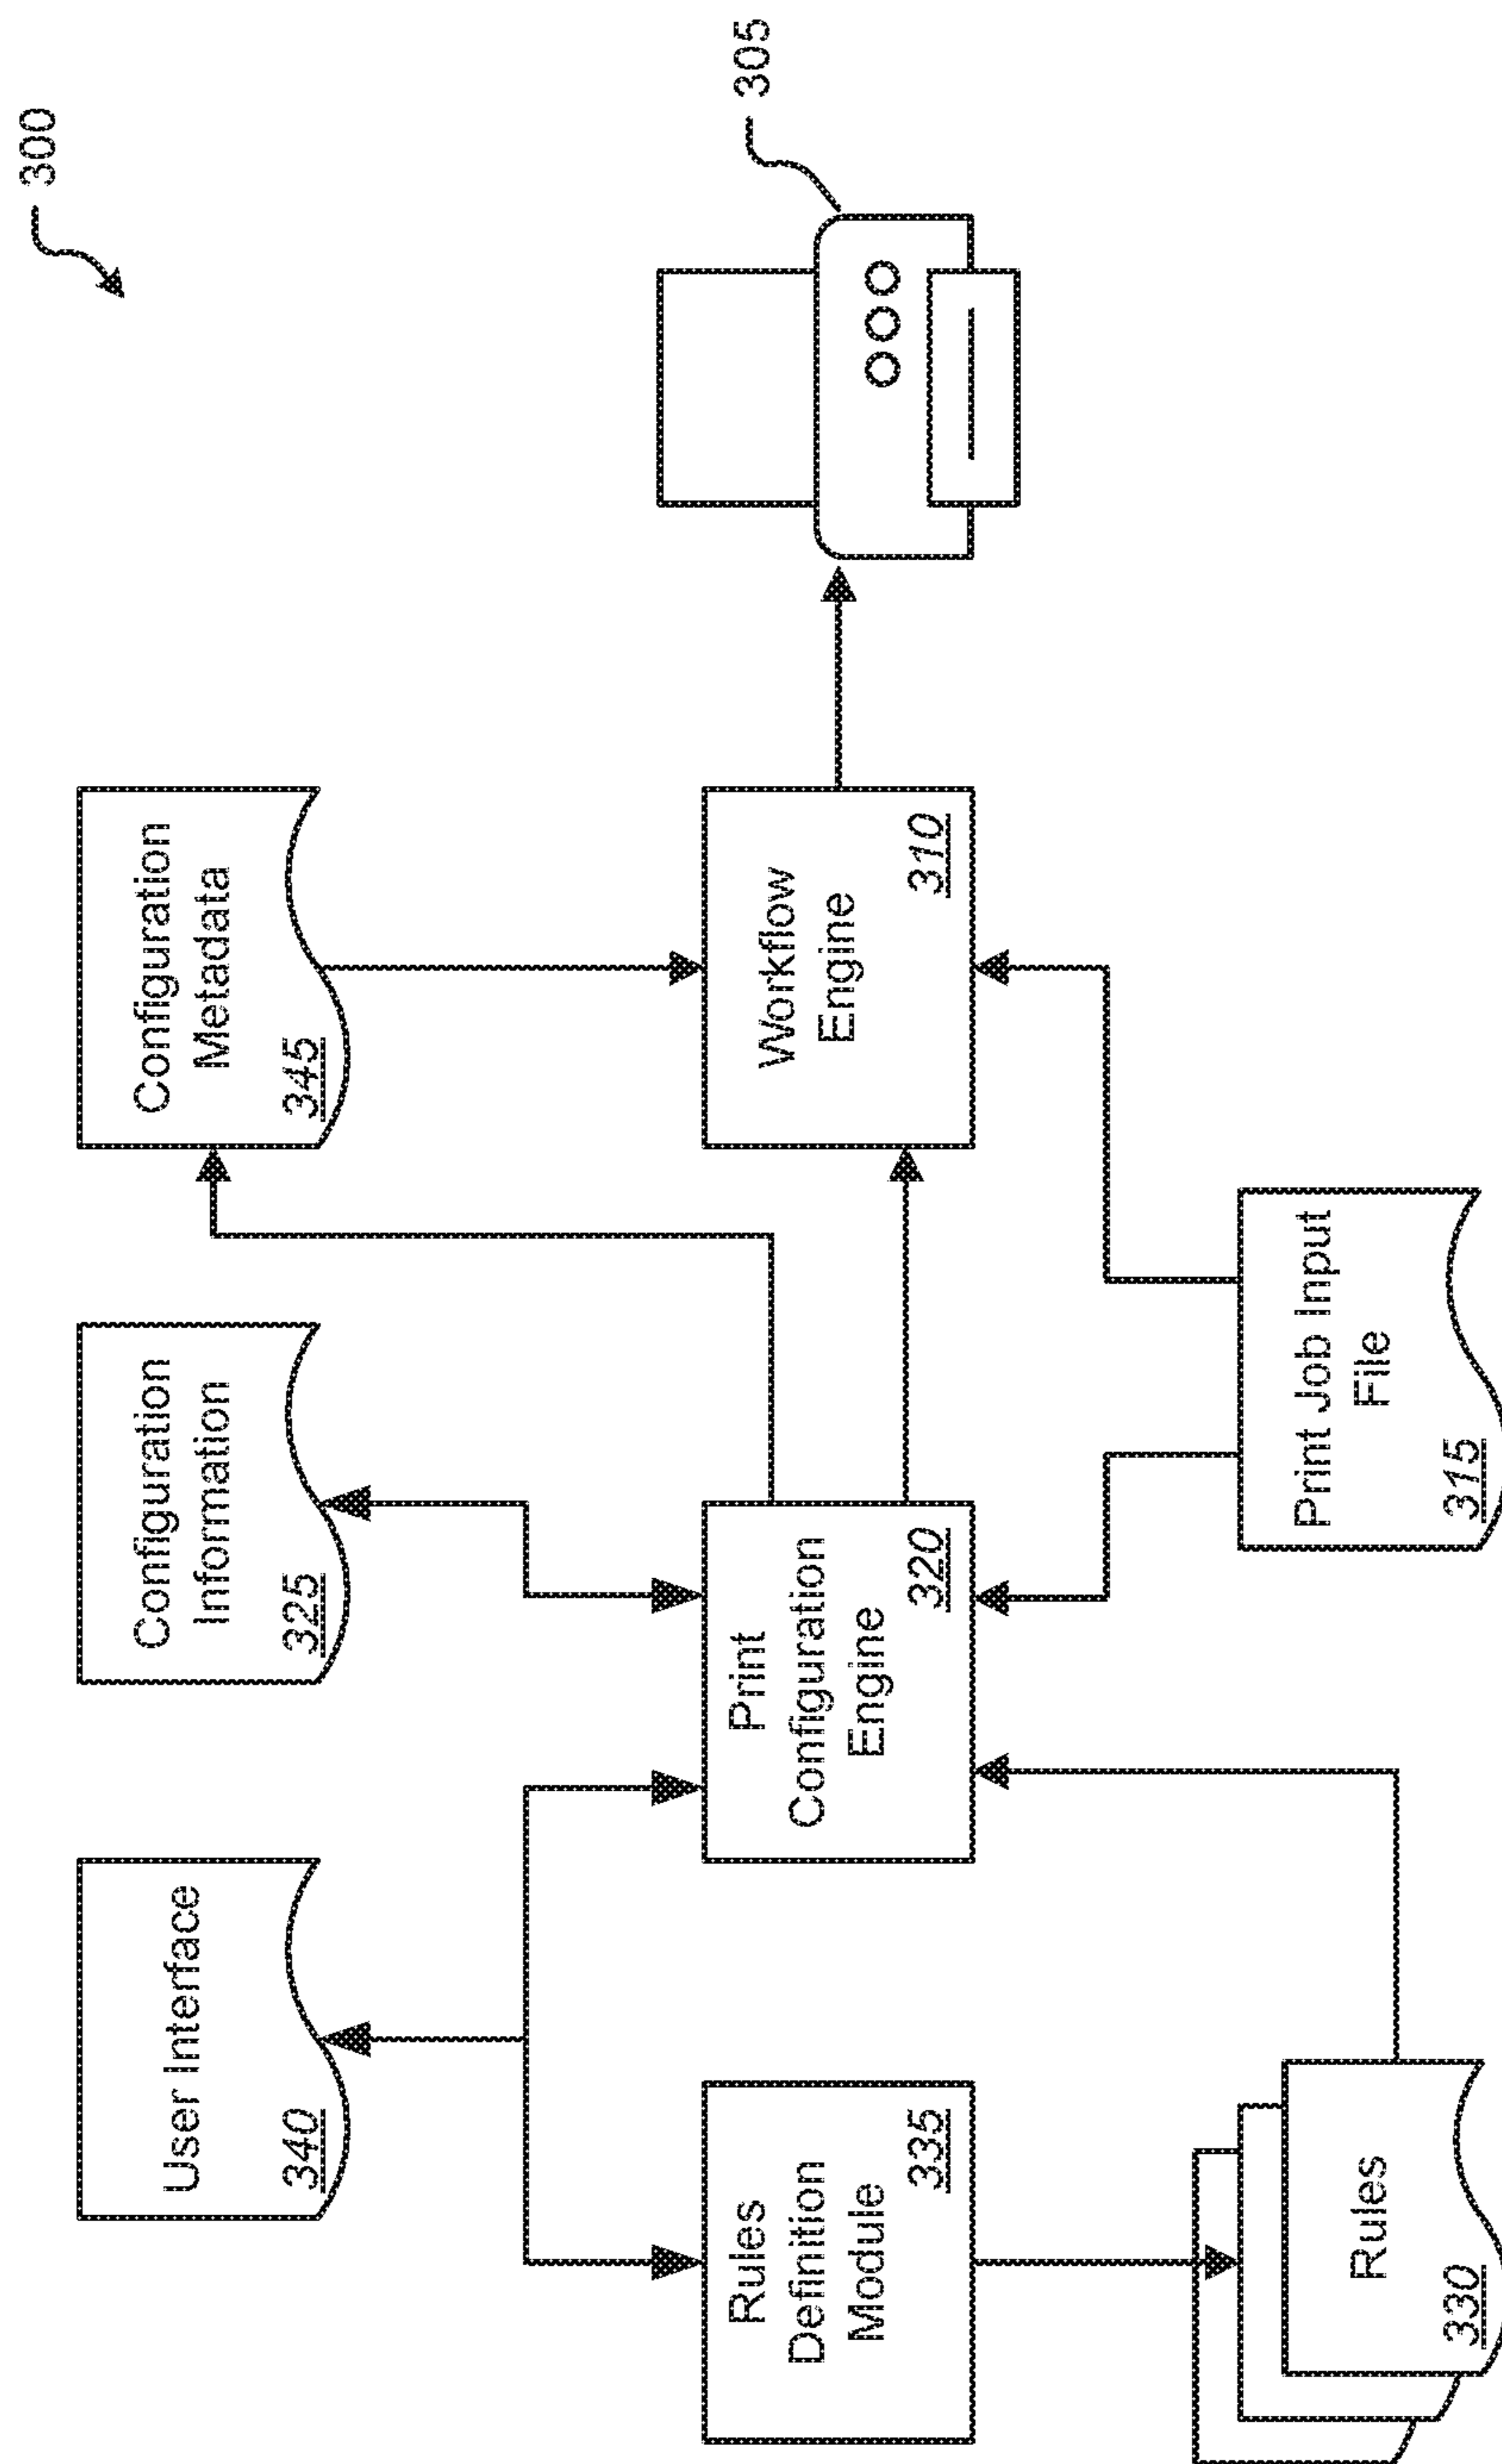 300
User Interface
340
Configuration
Information
325
Configuration
Metadata
345
305
Rules
Definition
Module
335
Print
Configuration
Engine
320
Workflow
Engine
310
Rules
330
Print Job Input
File
315